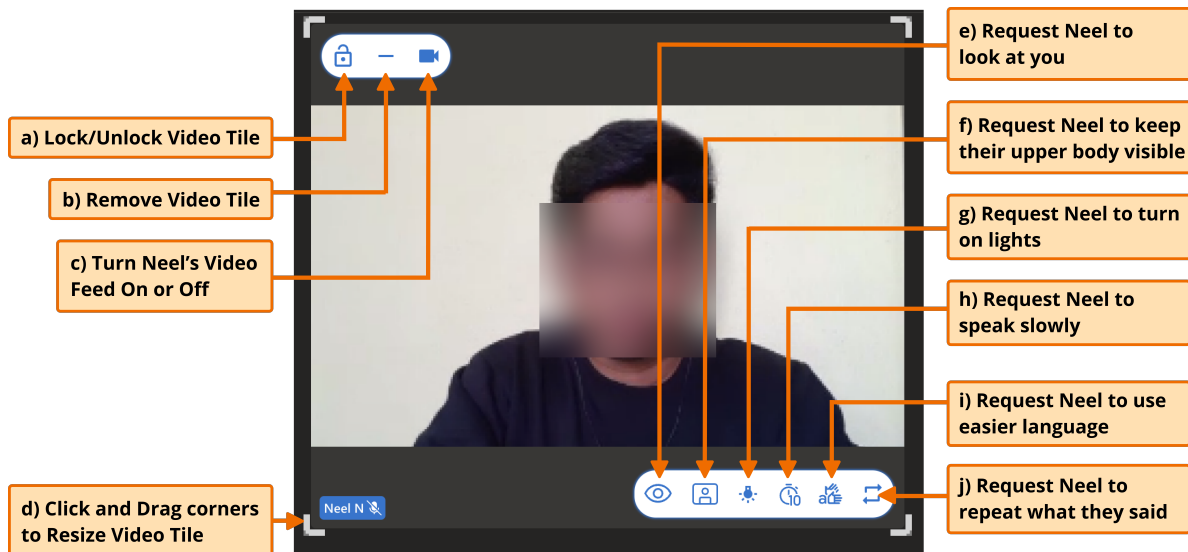 a) Lock/Unlock Video Tile
b) Remove Video Tile
c) Turn Neel's Video
Feed On or Off
d) Click and Drag corners
to Resize Video Tile
Neel N
10
a
e) Request Neel to
look at you
f) Request Neel to keep
their upper body visible
g) Request Neel to turn
on lights
h) Request Neel to
speak slowly
i) Request Neel to use
easier language
j) Request Neel to
repeat what they said